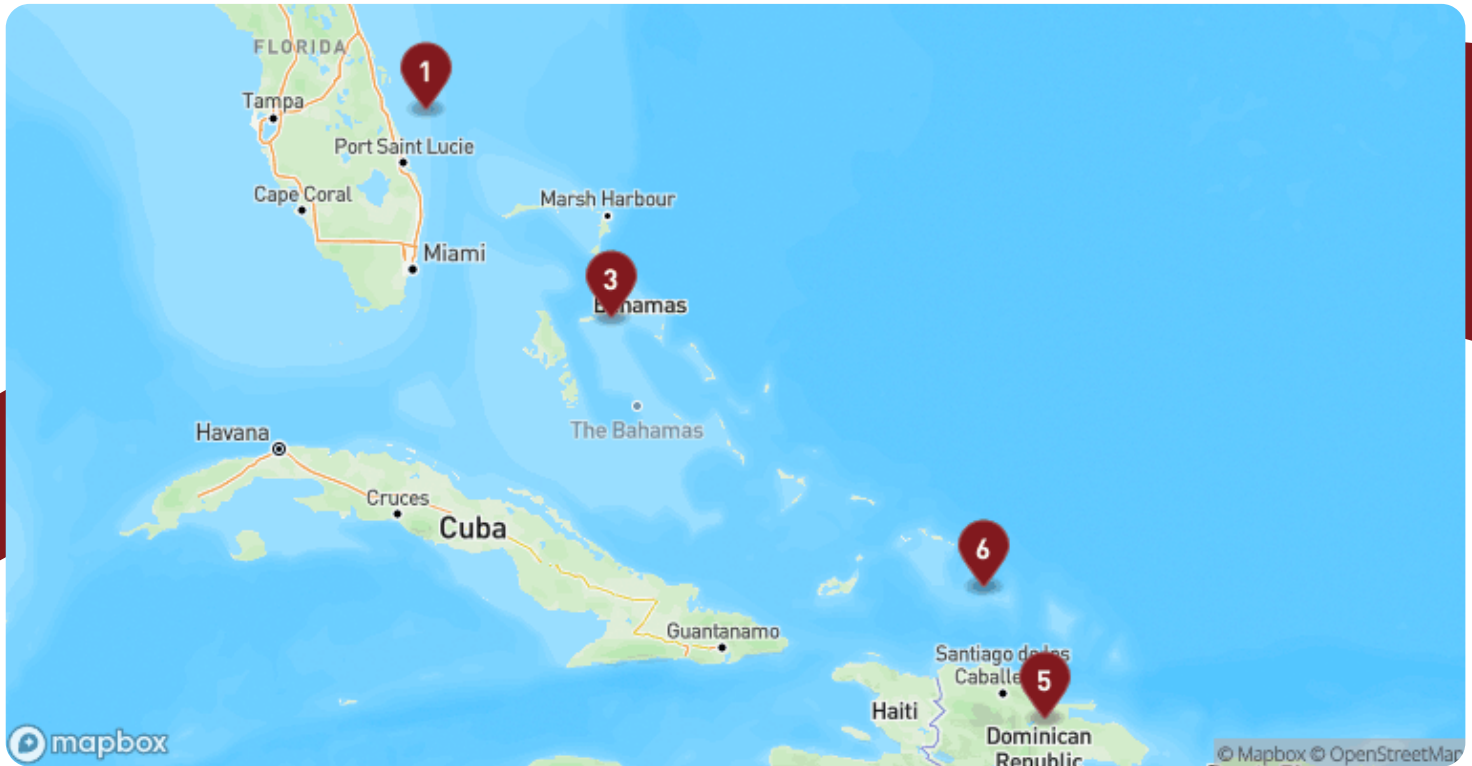 FLORIDA
1
Tampa
Port Saint Lucie
Cape Coral
Marsh Harbour
Miami
3
Bahamas
The Bahamas
Havana
Cruces
Cuba
6
Guantanamo
Santiago de los
Caballe
5
Haiti
Dominican
Republic
mapbox
© Mapbox © OpenStreetMap